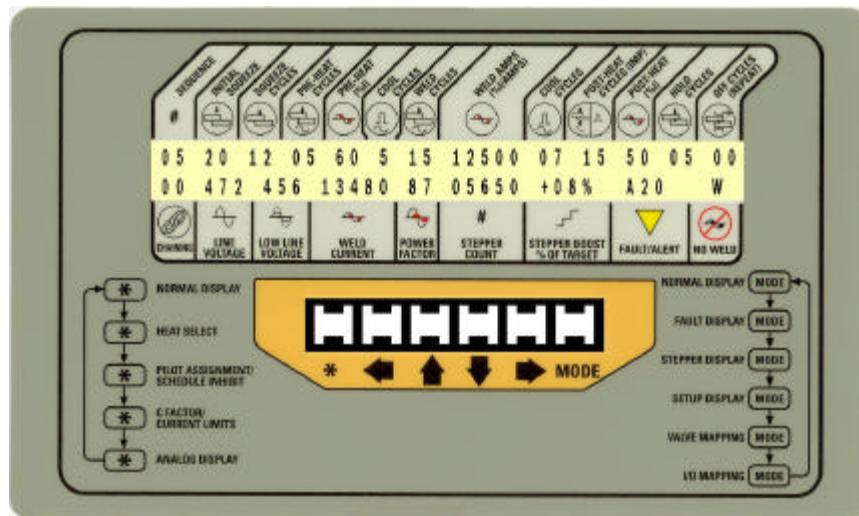 SEQUENCE
INITIAL SQUEEZE
SQUEEZE CYCLES
PRE-HEAT CYCLES
PRE-HEAT (%I)
COOL CYCLES
WELD CYCLES
WELD AMPS (%I/AMPS)
COOL CYCLES
POST-HEAT CYCLES (IMP)
POST-HEAT (%I)
HOLD CYCLES
OFF CYCLES (REPEAT)
#
05 20 12 05 60 5 15 12500 07 15 50 05 00
00 472 456 13480 87 05650 +08% A20 W
#
CHAINING
LINE VOLTAGE
LOW LINE VOLTAGE
WELD CURRENT
POWER FACTOR
STEPPER COUNT
STEPPER BOOST % OF TARGET
FAULT/ALERT
NO WELD
* NORMAL DISPLAY
* HEAT SELECT
* PILOT ASSIGNMENT/
SCHEDULE INHIBIT
* C FACTOR/
CURRENT LIMITS
* ANALOG DISPLAY
* MODE
NORMAL DISPLAY MODE
FAULT DISPLAY MODE
STEPPER DISPLAY MODE
SETUP DISPLAY MODE
VALVE MAPPING MODE
I/O MAPPING MODE